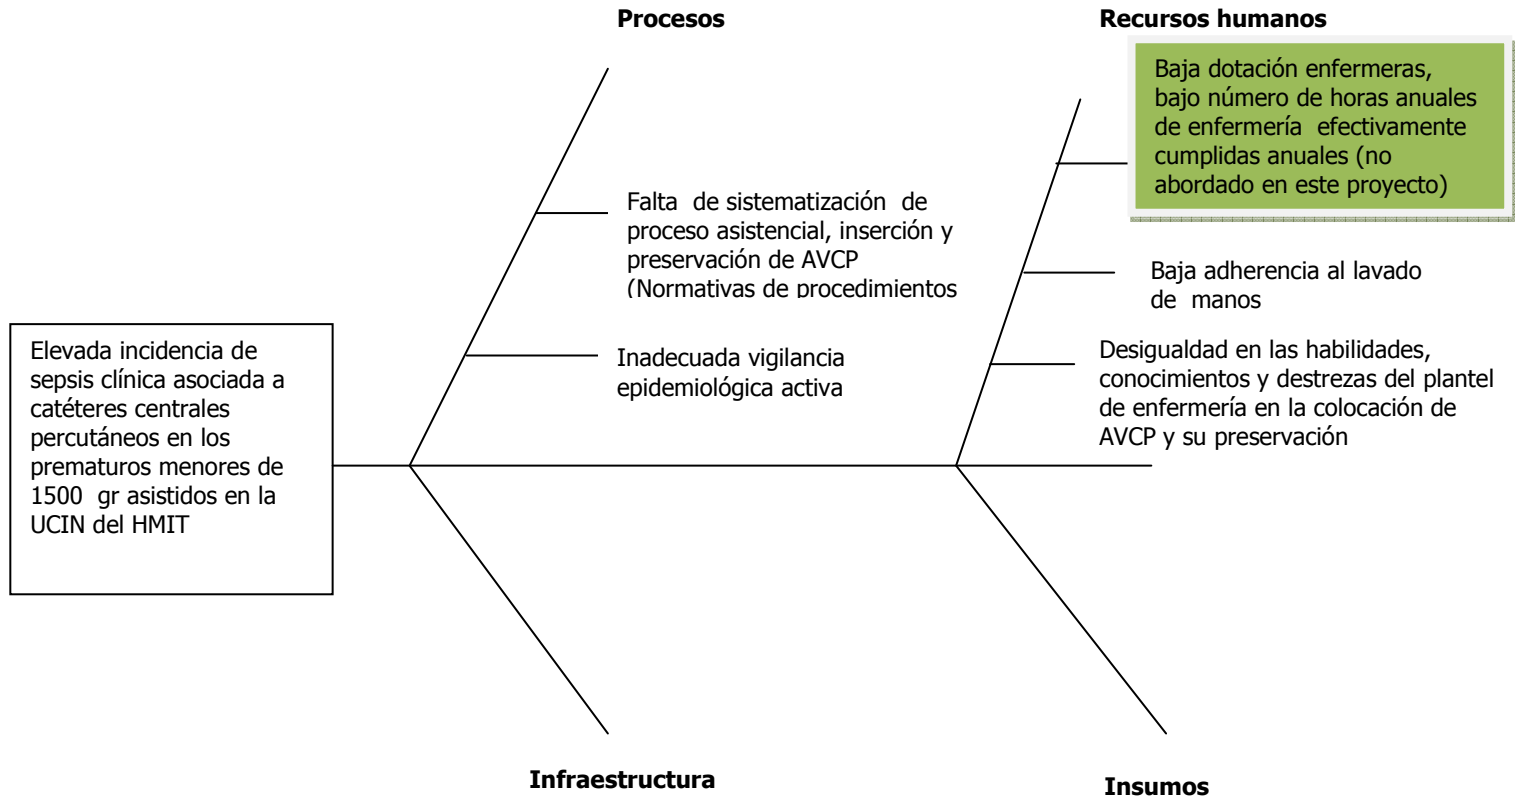 Procesos
Recursos humanos
Baja dotación enfermeras,
bajo número de horas anuales
de enfermería efectivamente
cumplidas anuales (no
abordado en este proyecto)
Falta de sistematización de
proceso asistencial, inserción y
preservación de AVCP
(Normativas de procedimientos
Baja adherencia al lavado
de manos
Elevada incidencia de
sepsis clínica asociada a
catéteres centrales
percutáneos en los
prematuros menores de
1500 gr asistidos en la
UCIN del HMIT
Inadecuada vigilancia
epidemiológica activa
Desigualdad en las habilidades,
conocimientos y destrezas del plantel
de enfermería en la colocación de
AVCP y su preservación
Infraestructura
Insumos